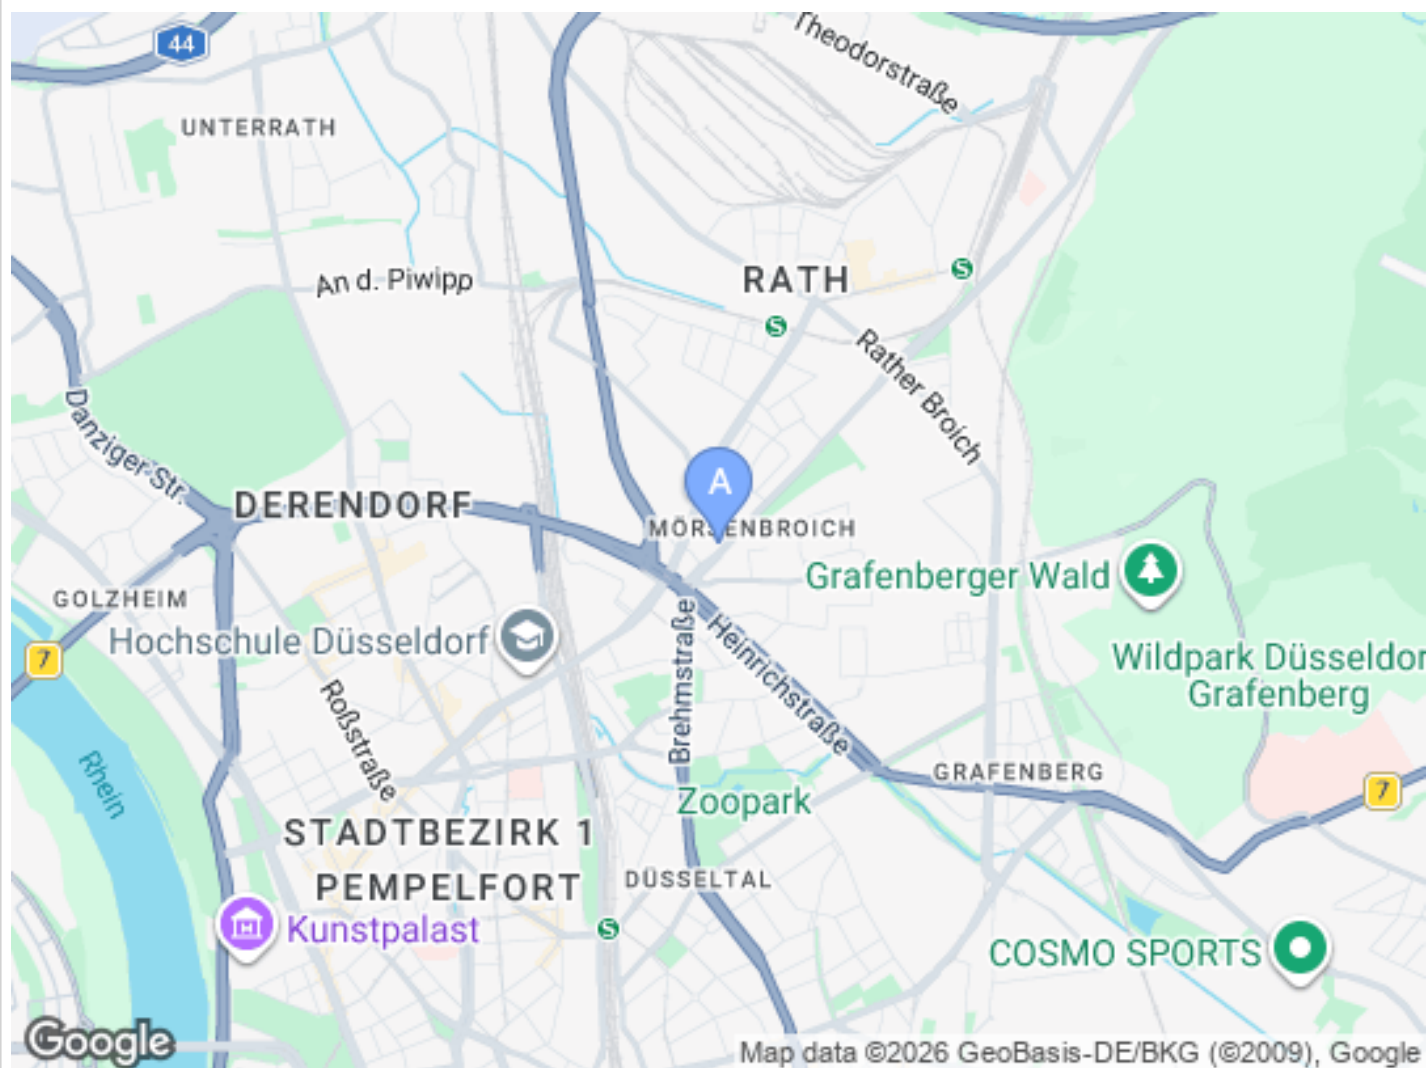 44
Theodorstraße
UNTERRATH
An d. Piwipp
RATH
S
S
Rather Broich
Danziger Str.
DERENDORF
A
MÖRSENBROICH
Grafenberger Wald
GOLZHEIM
Hochschule Düsseldorf
7
Brehmstraße
Heinrichstraße
Wildpark Düsseldor
Grafenberg
Roßstraße
Rhein
GRAFENBERG
7
Zoopark
STADTBEZIRK 1
PEMPELFORT
DÜSSELTAL
Kunstpalast
S
COSMO SPORTS
Google
Map data ©2026 GeoBasis-DE/BKG (©2009), Google